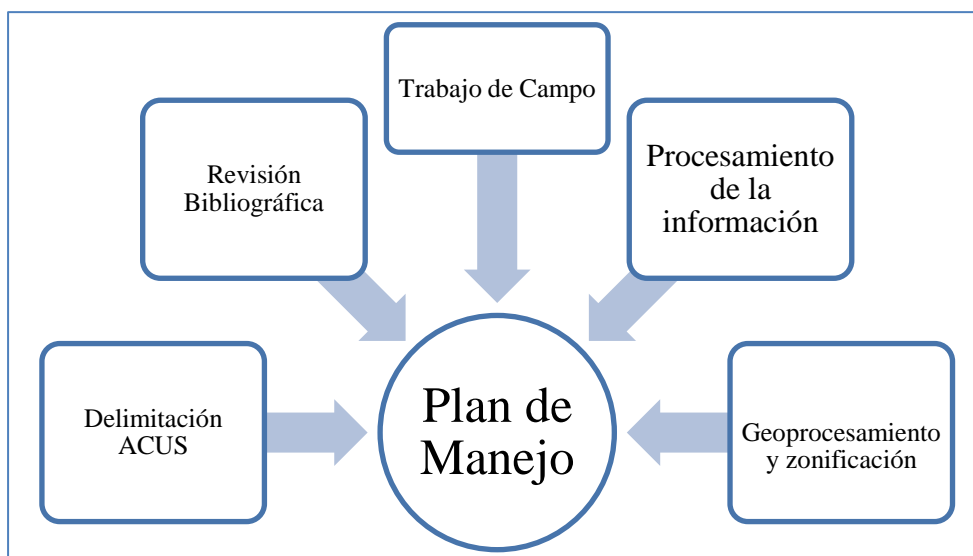 Trabajo de Campo
Revisión
Bibliográfica
Procesamiento
de la
información
Delimitación
ACUS
Plan de
Manejo
Geoprocesamiento
y zonificación